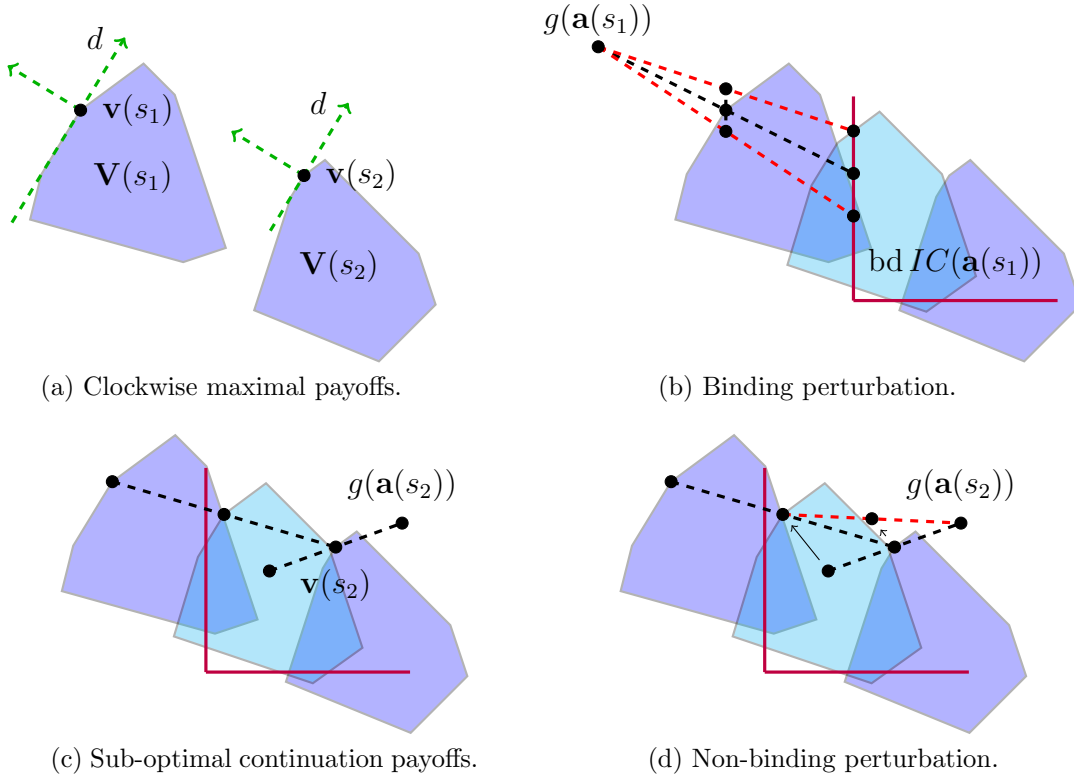 d
v(s₁)
V(s₁)
d
v(s₂)
V(s₂)
(a) Clockwise maximal payoffs.
g(a(s₁))
bd IC(a(s₁))
(b) Binding perturbation.
g(a(s₂))
v(s₂)
(c) Sub-optimal continuation payoffs.
g(a(s₂))
(d) Non-binding perturbation.